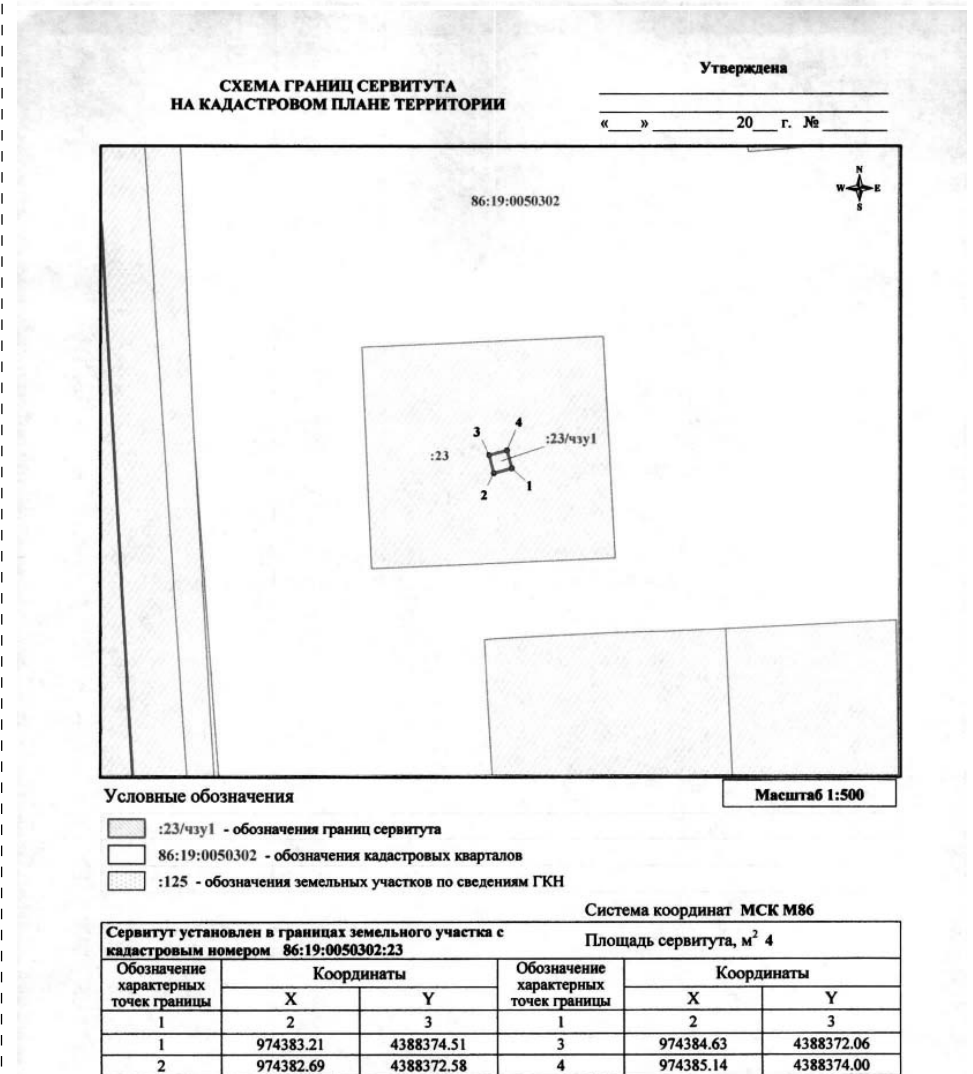 Утверждена
СХЕМА ГРАНИЦ СЕРВИТУТА
НА КАДАСТРОВОМ ПЛАНЕ ТЕРРИТОРИИ
«___» ________ 20___ г. № ________
86:19:0050302
N
W E
S
3 4
:23/чзу1
:23
2 1
Условные обозначения
Масштаб 1:500
:23/чзу1 - обозначения границ сервитута
86:19:0050302 - обозначения кадастровых кварталов
:125 - обозначения земельных участков по сведениям ГКН
Система координат МСК М86
Сервитут установлен в границах земельного участка с
кадастровым номером 86:19:0050302:23
Площадь сервитута, м² 4
Обозначение
характерных
точек границы
Координаты
X Y
Обозначение
характерных
точек границы
Координаты
X Y
1 2 3 1 2 3
1 974383.21 4388374.51 3 974384.63 4388372.06
2 974382.69 4388372.58 4 974385.14 4388374.00